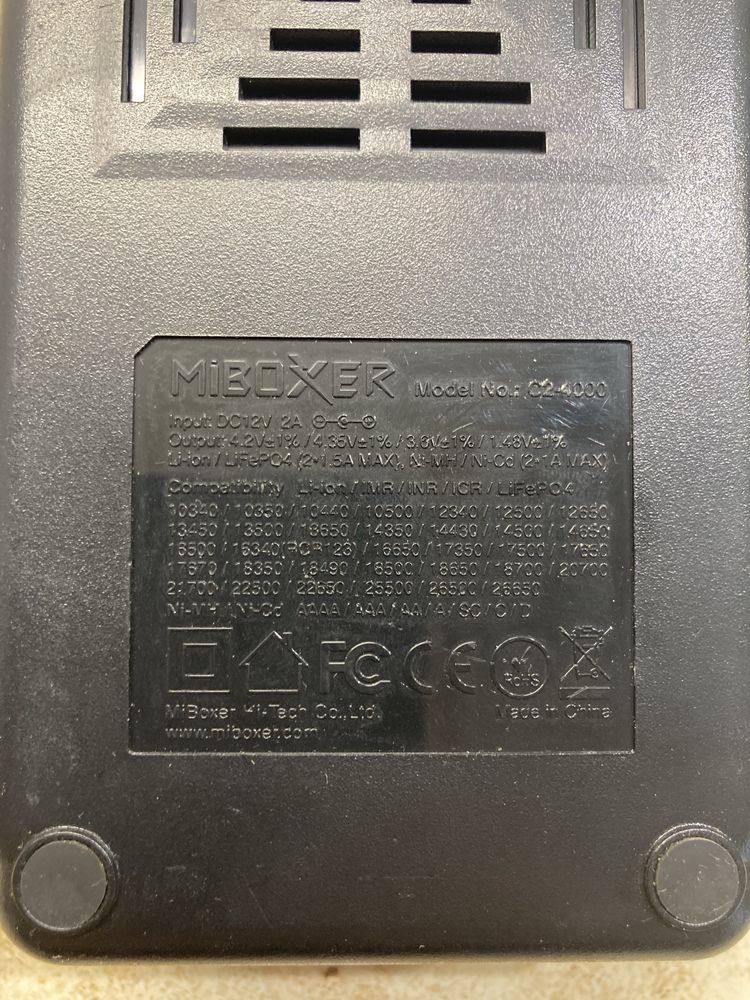 MiBOXER Model No.: C2-4000
Input: DC12V 2A
Output: 4.2V±1% / 4.35V±1% / 3.6V±1% / 1.48V±1%
Li-ion / LiFePO4 (2*1.5A MAX), Ni-MH / Ni-Cd (2*1A MAX)
Compatibility Li-ion / IMR / INR / ICR / LiFePO4
10340 / 10350 / 10440 / 10500 / 12340 / 12500 / 12650
13450 / 13500 / 13650 / 14350 / 14430 / 14500 / 14650
16500 / 16340(RCR123) / 16650 / 17350 / 17500 / 17650
17670 / 18350 / 18490 / 18500 / 18650 / 18700 / 20700
21700 / 22500 / 22650 / 25500 / 26500 / 26650
Ni-MH / Ni-Cd AAAA / AAA / AA / A / SC / C / D
FC CE RoHS
MiBoxer Hi-Tech Co.,Ltd. Made in China
www.miboxer.com